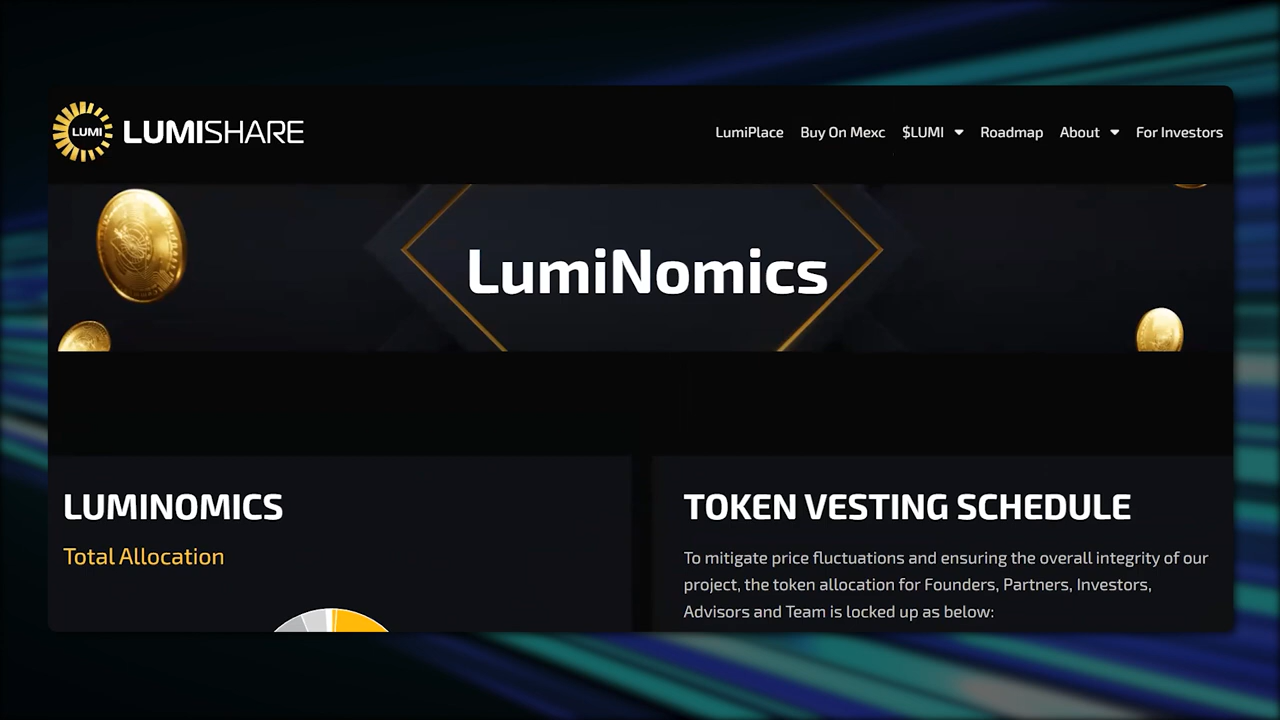 LUMI
LUMISHARE
LumiPlace Buy On Mexc $LUMI Roadmap About For Investors
LumiNomics
LUMINOMICS
Total Allocation
TOKEN VESTING SCHEDULE
To mitigate price fluctuations and ensuring the overall integrity of our
project, the token allocation for Founders, Partners, Investors,
Advisors and Team is locked up as below: